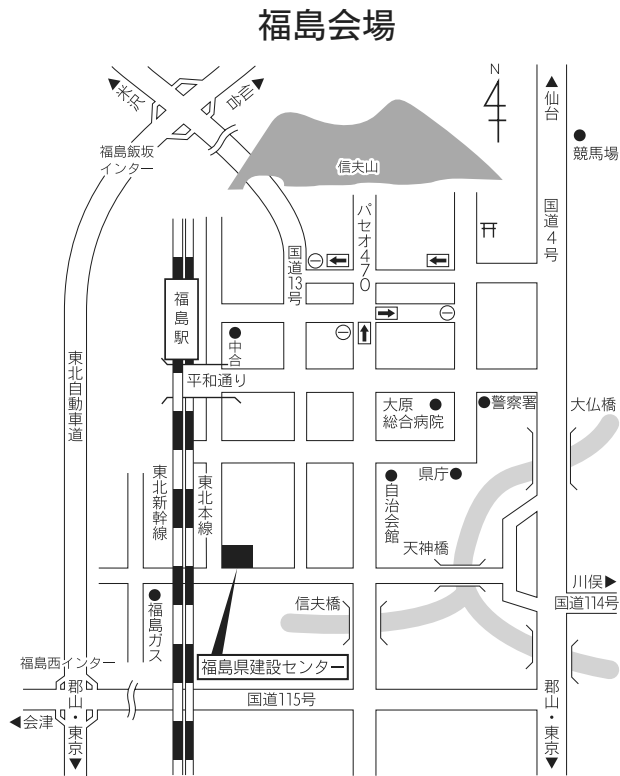 福島会場
米沢
仙台
N
仙台
競馬場
福島飯坂
インター
信夫山
国道4号
パセオ470
国道13号
福島駅
中合
平和通り
東北自動車道
大原
総合病院
警察署
大仏橋
県庁
自治会館
東北新幹線
東北本線
天神橋
川俣
国道114号
信夫橋
福島ガス
福島西インター
福島県建設センター
国道115号
郡山・東京
会津
郡山・東京